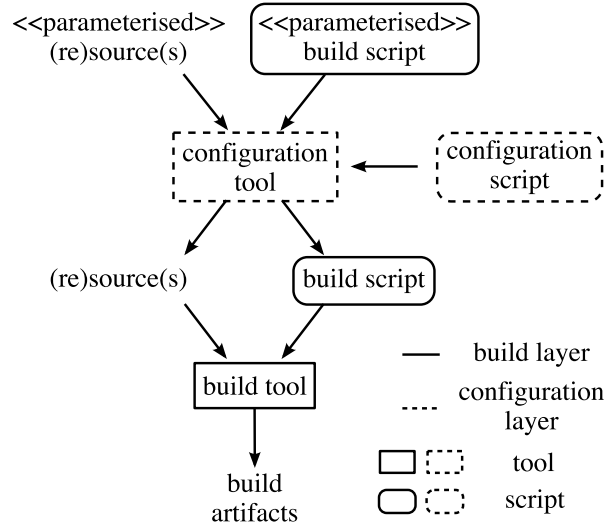 <<parameterised>>
(re)source(s)
<<parameterised>>
build script
configuration
tool
configuration
script
(re)source(s)
build script
build tool
build
artifacts
build layer
configuration
layer
tool
script